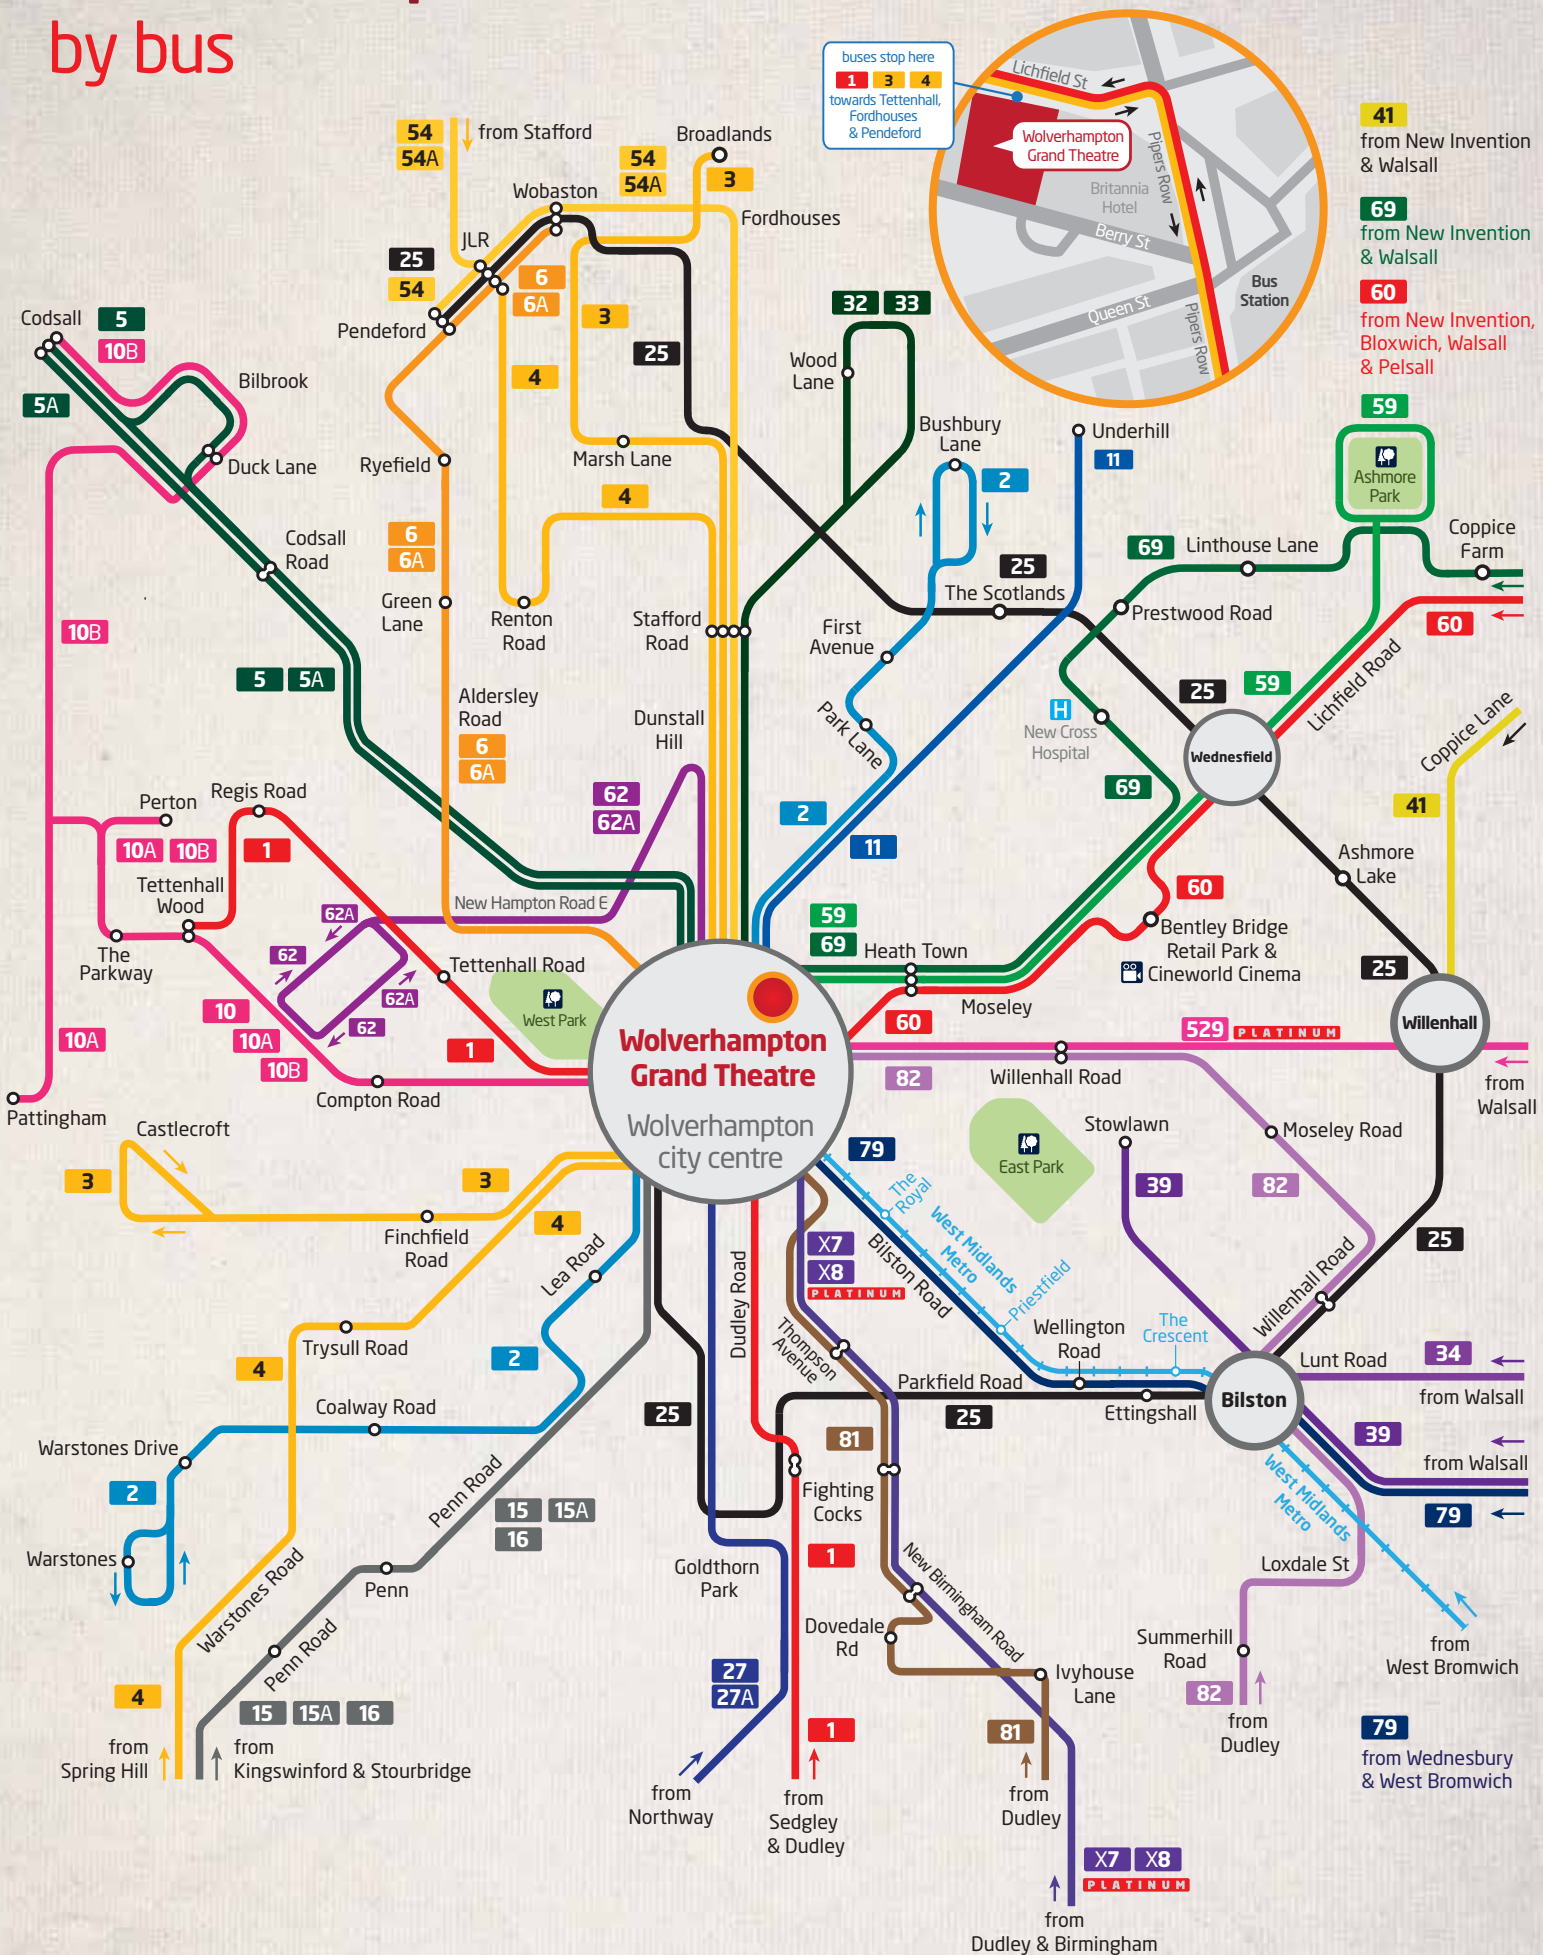 by bus
buses stop here
1 3 4
towards Tettenhall,
Fordhouses
& Pendeford
Lichfield St
Wolverhampton
Grand Theatre
Pipers Row
Britannia
Hotel
Berry St
Queen St
Bus
Station
Pipers Row
41
from New Invention
& Walsall
69
from New Invention
& Walsall
60
from New Invention,
Bloxwich, Walsall
& Pelsall
59
Ashmore
Park
54
54A
from Stafford
54
54A
Broadlands
3
Wobaston
Fordhouses
JLR
25
54
6
6A
Pendeford
3
25
4
32 33
Wood
Lane
Codsall
5
10B
5A
Bilbrook
Duck Lane
Ryefield
Marsh Lane
4
Bushbury
Lane
2
Underhill
11
Codsall
Road
6
6A
Green
Lane
Renton
Road
Stafford
Road
First
Avenue
25
The Scotlands
69
Linthouse Lane
Coppice
Farm
Prestwood Road
60
10B
5 5A
Aldersley
Road
6
6A
Dunstall
Hill
Park Lane
H
New Cross
Hospital
25
59
Lichfield Road
Wednesfield
Coppice Lane
69
41
62
62A
2
11
Perton
Regis Road
10A 10B
1
Tettenhall
Wood
The
Parkway
62A
62
62A
62
New Hampton Road E
Tettenhall Road
West Park
59
69
Heath Town
Moseley
60
60
Bentley Bridge
Retail Park &
Cineworld Cinema
Ashmore
Lake
25
Willenhall
10
10A
10B
10A
1
Pattingham
Compton Road
Wolverhampton
Grand Theatre
Wolverhampton
city centre
529 PLATINUM
82
Willenhall Road
from
Walsall
Castlecroft
3
3
Finchfield
Road
4
79
The
Royal
West Midlands
Metro
Bilston Road
Priestfield
East Park
Stowlawn
39
Moseley Road
82
25
Willenhall Road
Lea Road
Trysull Road
4
2
Dudley Road
X7
X8
PLATINUM
Thompson
Avenue
Wellington
Road
The
Crescent
Parkfield Road
25
Ettingshall
Bilston
Lunt Road
34
from Walsall
39
from Walsall
79
West Midlands
Metro
Coalway Road
Warstones Drive
2
Warstones
25
81
Fighting
Cocks
1
Penn Road
15 15A
16
Penn
Penn Road
Warstones Road
Goldthorn
Park
New Birmingham Road
Dovedale
Rd
Ivyhouse
Lane
Loxdale St
Summerhill
Road
82
from
Dudley
from
West Bromwich
79
from Wednesbury
& West Bromwich
4
from
Spring Hill
15 15A 16
from
Kingswinford & Stourbridge
27
27A
from
Northway
1
from
Sedgley
& Dudley
81
from
Dudley
X7 X8
PLATINUM
from
Dudley & Birmingham